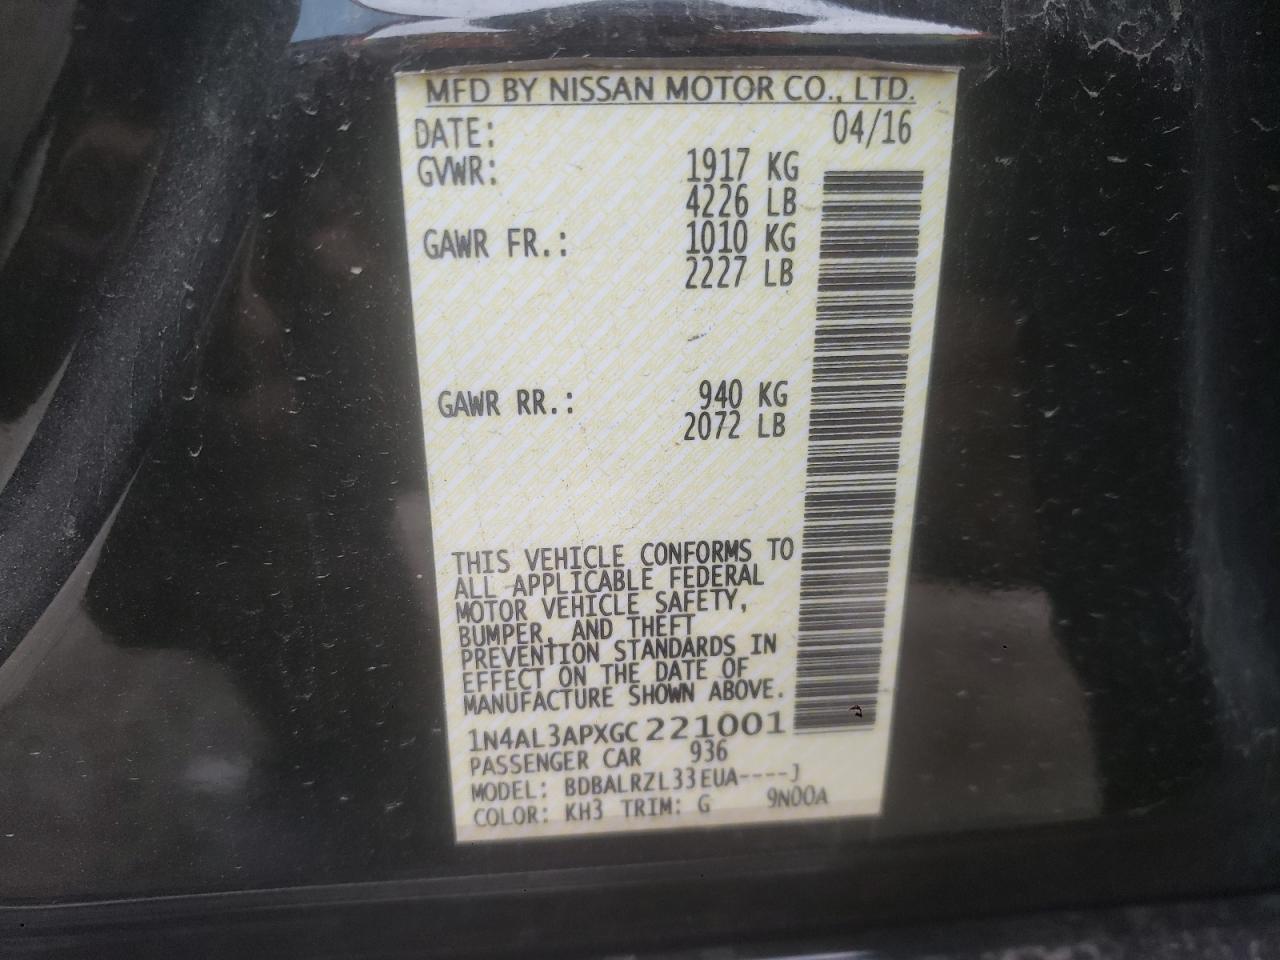 MFD BY NISSAN MOTOR CO., LTD.
DATE: 04/16
GVWR: 1917 KG
4226 LB
GAWR FR.: 1010 KG
2227 LB
GAWR RR.: 940 KG
2072 LB
THIS VEHICLE CONFORMS TO
ALL APPLICABLE FEDERAL
MOTOR VEHICLE SAFETY,
BUMPER, AND THEFT
PREVENTION STANDARDS IN
EFFECT ON THE DATE OF
MANUFACTURE SHOWN ABOVE.
1N4AL3APXGC221001
PASSENGER CAR 936
MODEL: BDBALRZL33EUA----J
COLOR: KH3 TRIM: G 9N00A